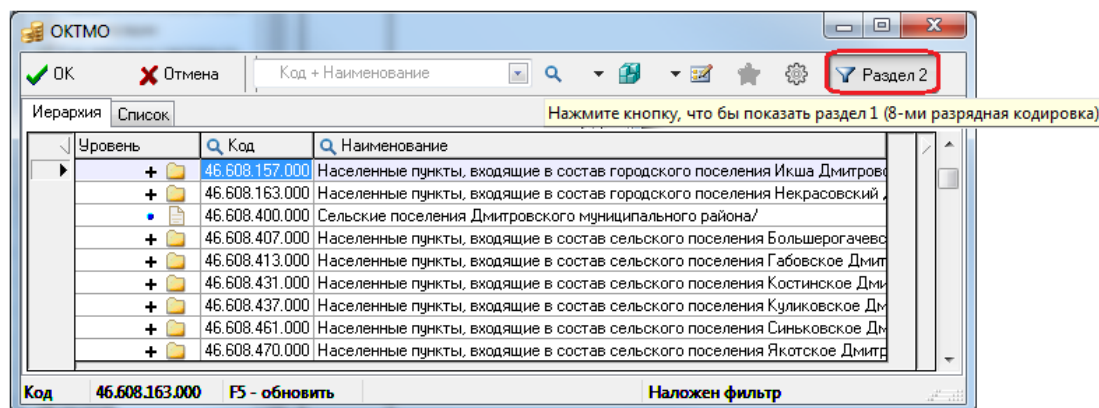 ОКТМО
ОК Отмена Код + Наименование Раздел 2
Нажмите кнопку, что бы показать раздел 1 (8-ми разрядная кодировка)
Иерархия Список
Уровень Код Наименование
46.608.157.000 Населенные пункты, входящие в состав городского поселения Икша
46.608.163.000 Населенные пункты, входящие в состав городского поселения Некрасовский
46.608.400.000 Сельские поселения Дмитровского муниципального района/
46.608.407.000 Населенные пункты, входящие в состав сельского поселения
46.608.413.000 Населенные пункты, входящие в состав сельского поселения Габовское
46.608.431.000 Населенные пункты, входящие в состав сельского поселения Костинское
46.608.437.000 Населенные пункты, входящие в состав сельского поселения Куликовское
46.608.461.000 Населенные пункты, входящие в состав сельского поселения Синьковское
46.608.470.000 Населенные пункты, входящие в состав сельского поселения Якотское
Код 46.608.163.000 F5 - обновить Наложен фильтр